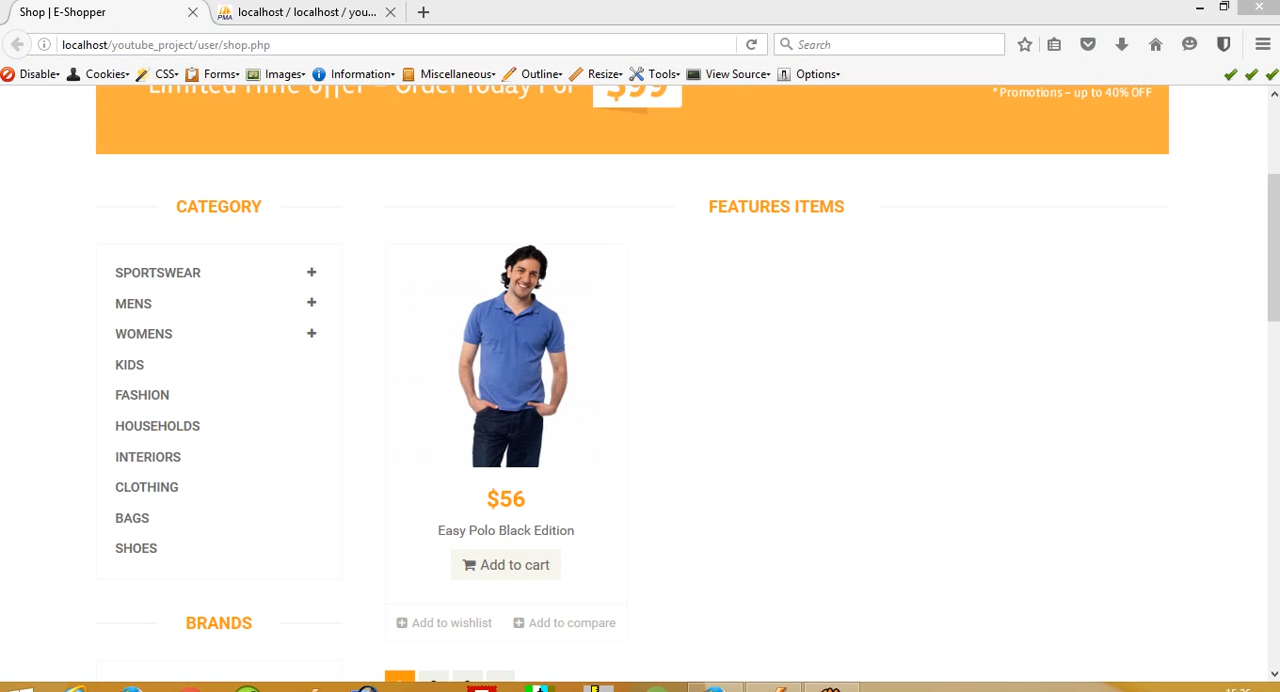 Shop | E-Shopper
localhost / localhost / you...
localhost/youtube_project/user/shop.php
Search
Disable Cookies CSS Forms Images Information Miscellaneous Outline Resize Tools View Source Options
Limited Time offer – Order Today For $99
* Promotions – up to 40% OFF
CATEGORY
FEATURES ITEMS
SPORTSWEAR
MENS
WOMENS
KIDS
FASHION
HOUSEHOLDS
INTERIORS
CLOTHING
BAGS
SHOES
BRANDS
$56
Easy Polo Black Edition
Add to cart
Add to wishlist
Add to compare